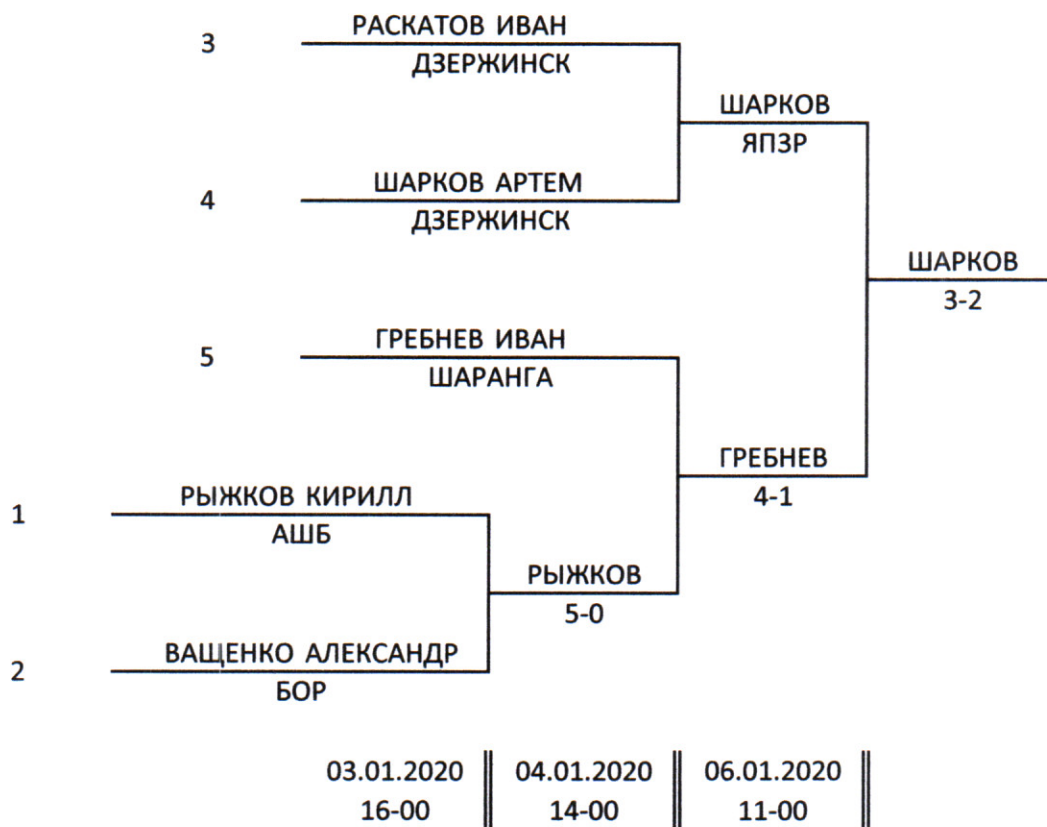 РАСКАТОВ ИВАН
3
ДЗЕРЖИНСК
ШАРКОВ
ЯПЗР
ШАРКОВ АРТЕМ
4
ДЗЕРЖИНСК
ШАРКОВ
3-2
ГРЕБНЕВ ИВАН
5
ШАРАНГА
ГРЕБНЕВ
4-1
РЫЖКОВ КИРИЛЛ
1
АШБ
РЫЖКОВ
5-0
ВАЩЕНКО АЛЕКСАНДР
2
БОР
03.01.2020 04.01.2020 06.01.2020
16-00 14-00 11-00